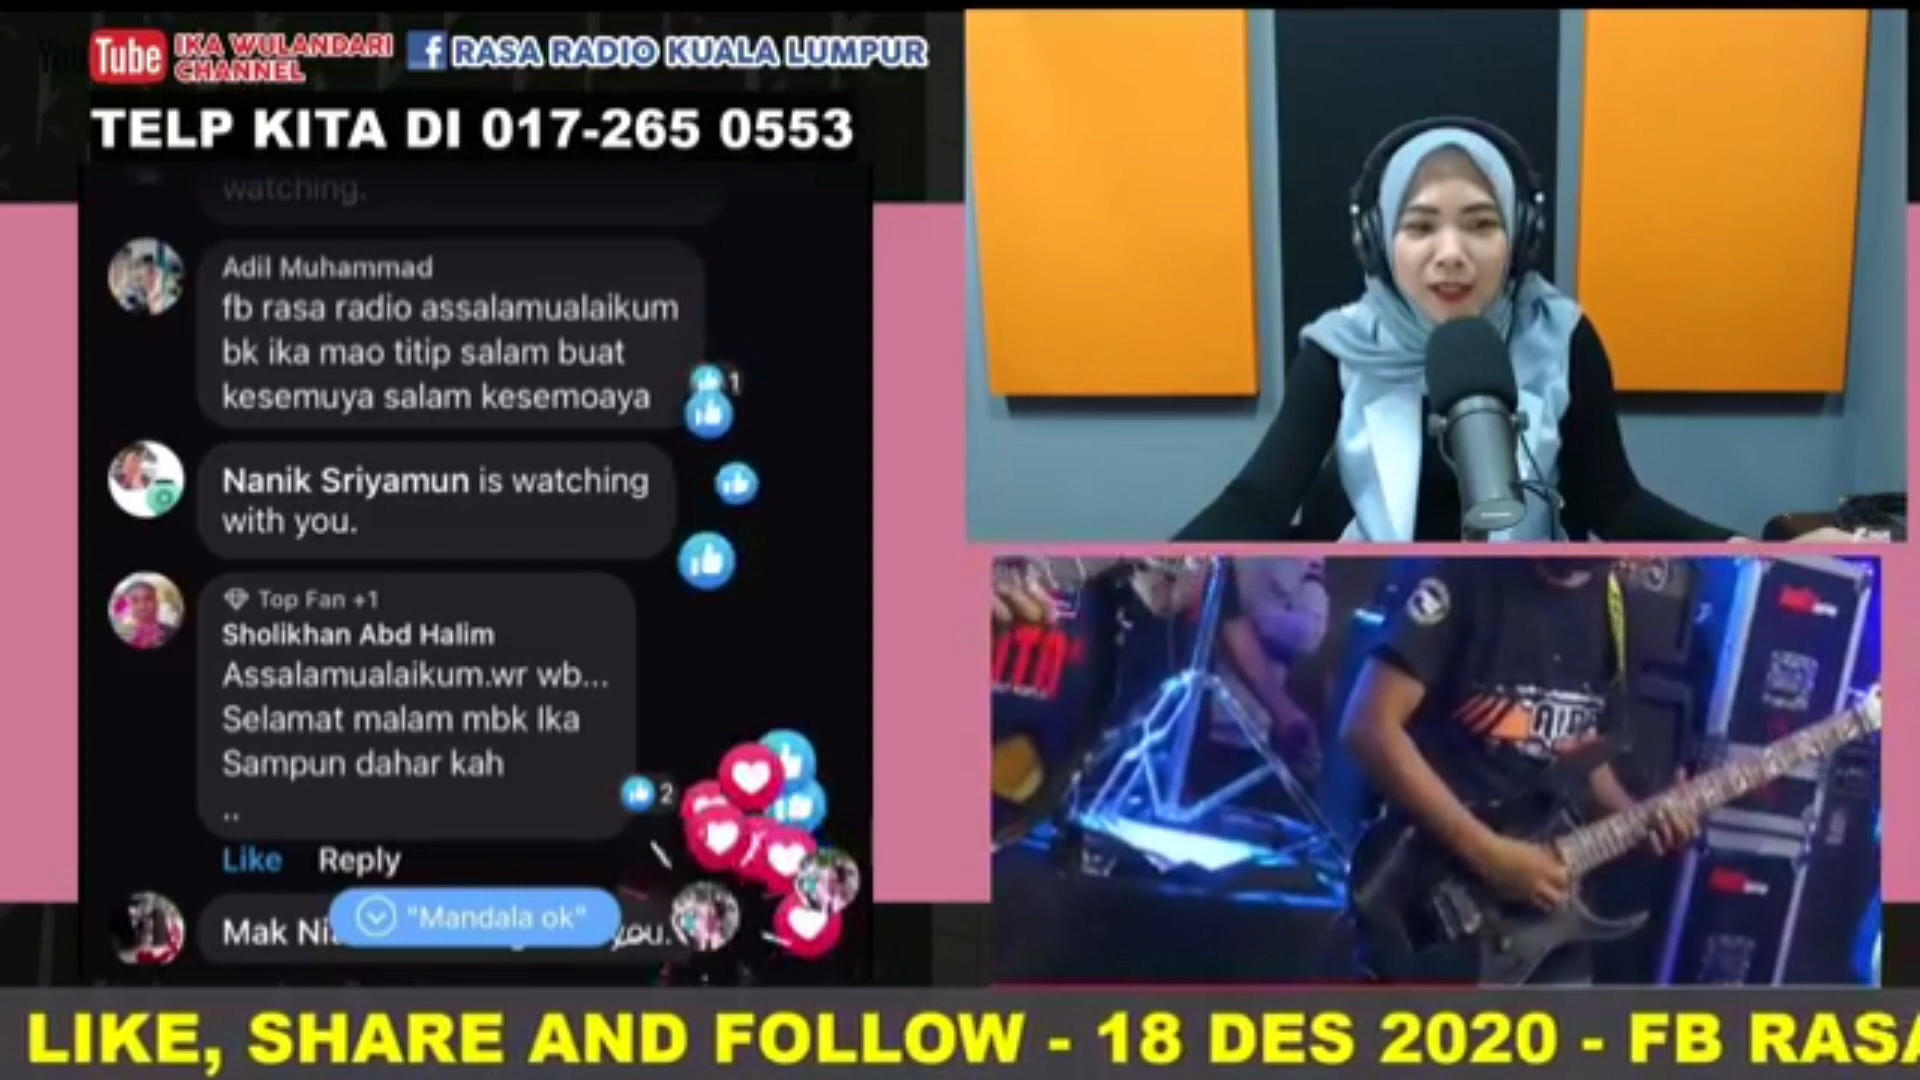 YouTube IKA WULANDARI
CHANNEL
f RASA RADIO KUALA LUMPUR
TELP KITA DI 017-265 0553
watching.
Adil Muhammad
fb rasa radio assalamualaikum
bk ika mao titip salam buat
kesemuya salam kesemoaya
1
Nanik Sriyamun is watching
with you.
Top Fan +1
Sholikhan Abd Halim
Assalamualaikum.wr wb...
Selamat malam mbk Ika
Sampun dahar kah
..
2
Like Reply
Mak
"Mandala ok"
you.
LIKE, SHARE AND FOLLOW - 18 DES 2020 - FB RASA